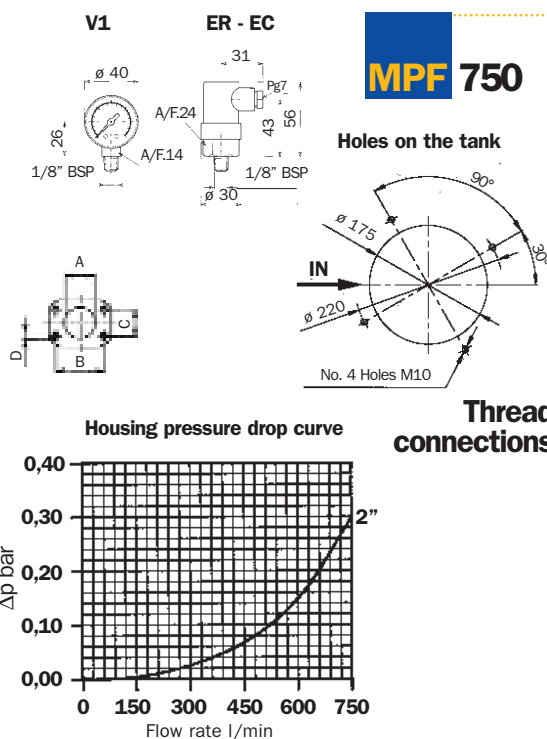 V1
ER - EC
MPF 750
ø 40
31
Pg7
A/F.24
26
43
56
A/F.14
1/8” BSP
1/8” BSP
ø 30
Holes on the tank
90°
ø 175
30°
IN
ø 220
No. 4 Holes M10
A
C
D
B
Thread
connections
Housing pressure drop curve
0,40
0,30
2”
0,20
Δp bar
0,10
0,00
0 150 300 450 600 750
Flow rate l/min